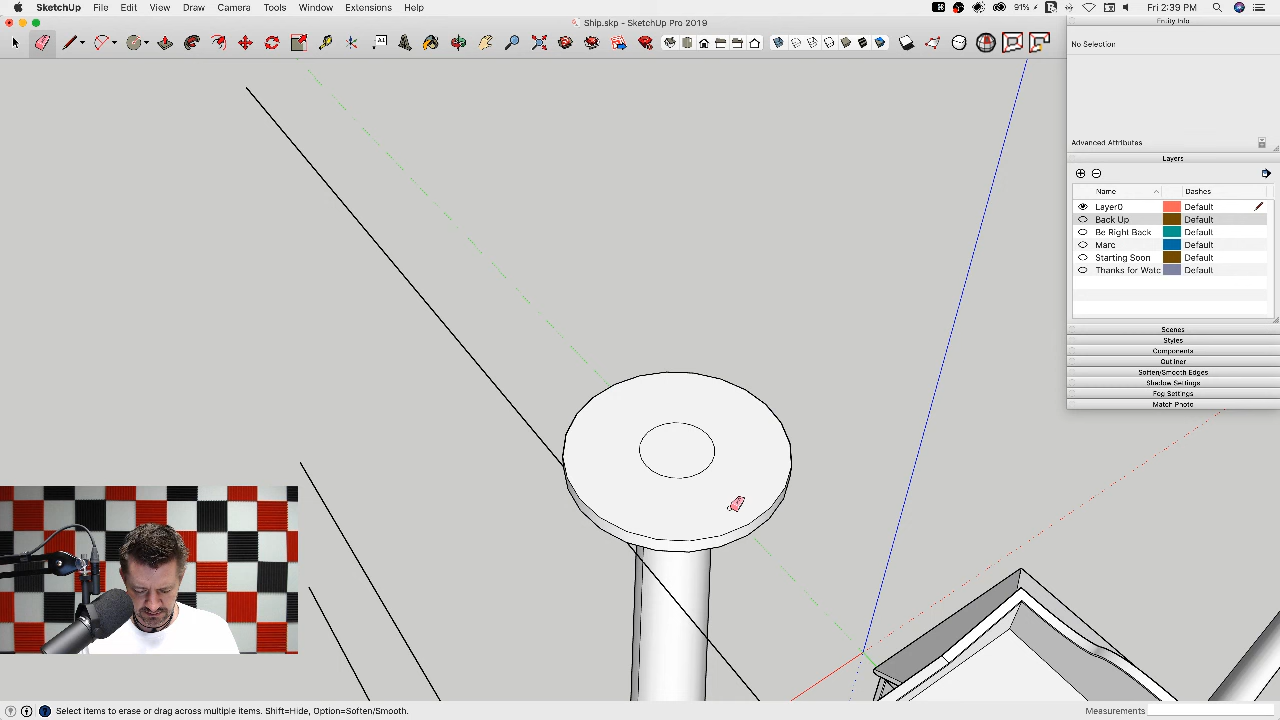 SketchUp File Edit View Draw Camera Tools Window Extensions Help
91% Fri 2:39 PM
Ship.skp - SketchUp Pro 2019
Entity Info
No Selection
Advanced Attributes
Layers
Name Dashes
Layer0 Default
Back Up Default
Be Right Back Default
Marc Default
Starting Soon Default
Thanks for Watc Default
Scenes
Styles
Components
Outliner
Soften/Smooth Edges
Shadow Settings
Fog Settings
Match Photo
Select items to erase or drag across multiple items. Shift=Hide, Option=Soften/Smooth.
Measurements